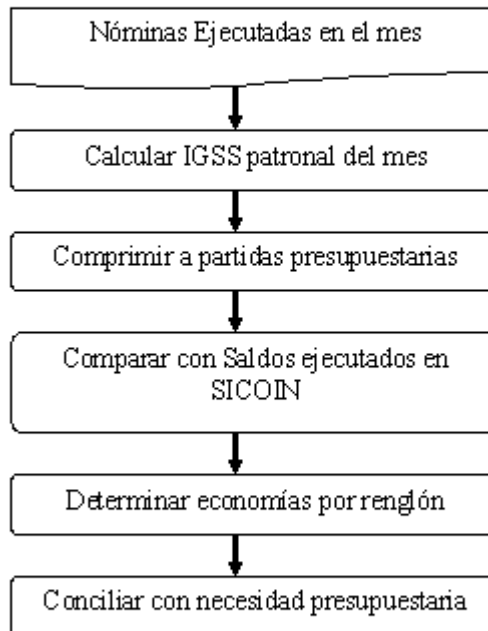 Nóminas Ejecutadas en el mes
Calcular IGSS patronal del mes
Comprimir a partidas presupuestarias
Comparar con Saldos ejecutados en
SICOIN
Determinar economías por renglón
Conciliar con necesidad presupuestaria